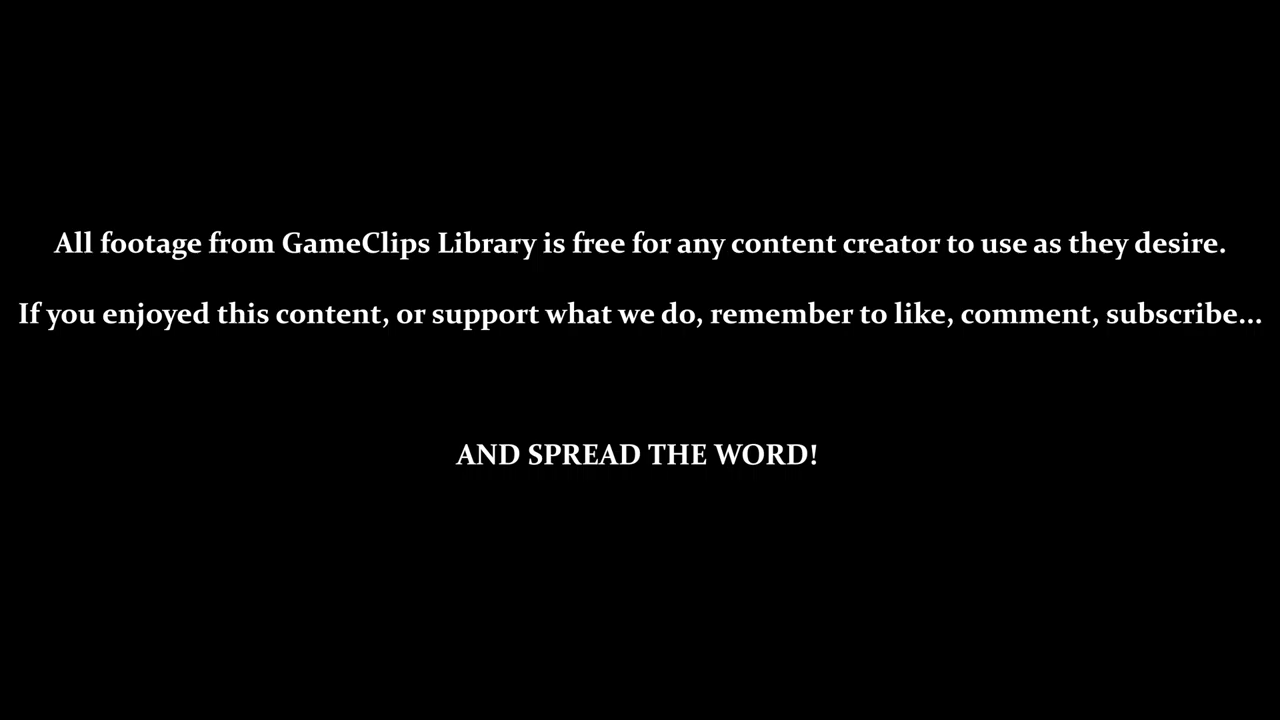 All footage from GameClips Library is free for any content creator to use as they desire.
If you enjoyed this content, or support what we do, remember to like, comment, subscribe...
AND SPREAD THE WORD!